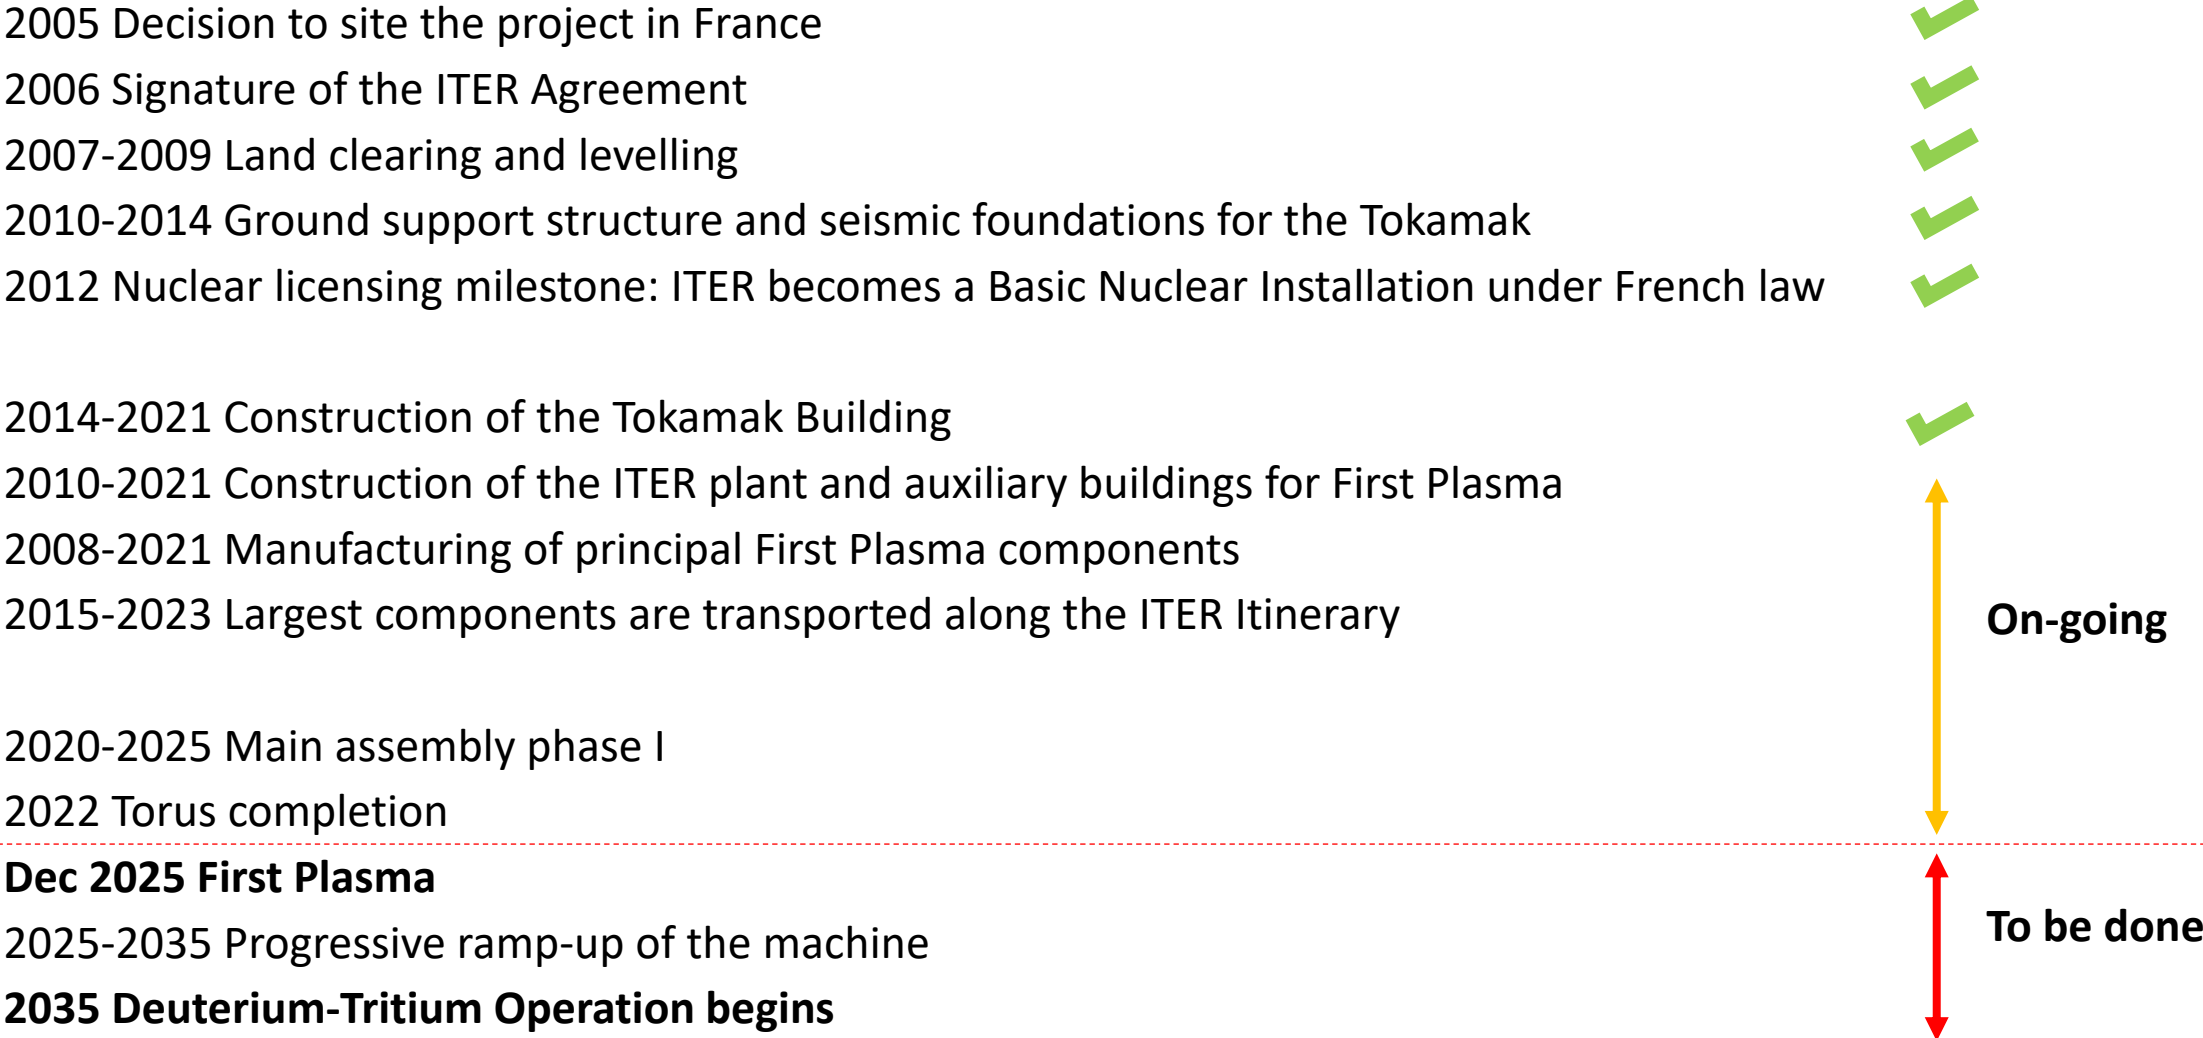 2005 Decision to site the project in France
2006 Signature of the ITER Agreement
2007-2009 Land clearing and levelling
2010-2014 Ground support structure and seismic foundations for the Tokamak
2012 Nuclear licensing milestone: ITER becomes a Basic Nuclear Installation under French law
2014-2021 Construction of the Tokamak Building
2010-2021 Construction of the ITER plant and auxiliary buildings for First Plasma
2008-2021 Manufacturing of principal First Plasma components
2015-2023 Largest components are transported along the ITER Itinerary
On-going
2020-2025 Main assembly phase I
2022 Torus completion
Dec 2025 First Plasma
2025-2035 Progressive ramp-up of the machine
To be done
2035 Deuterium-Tritium Operation begins